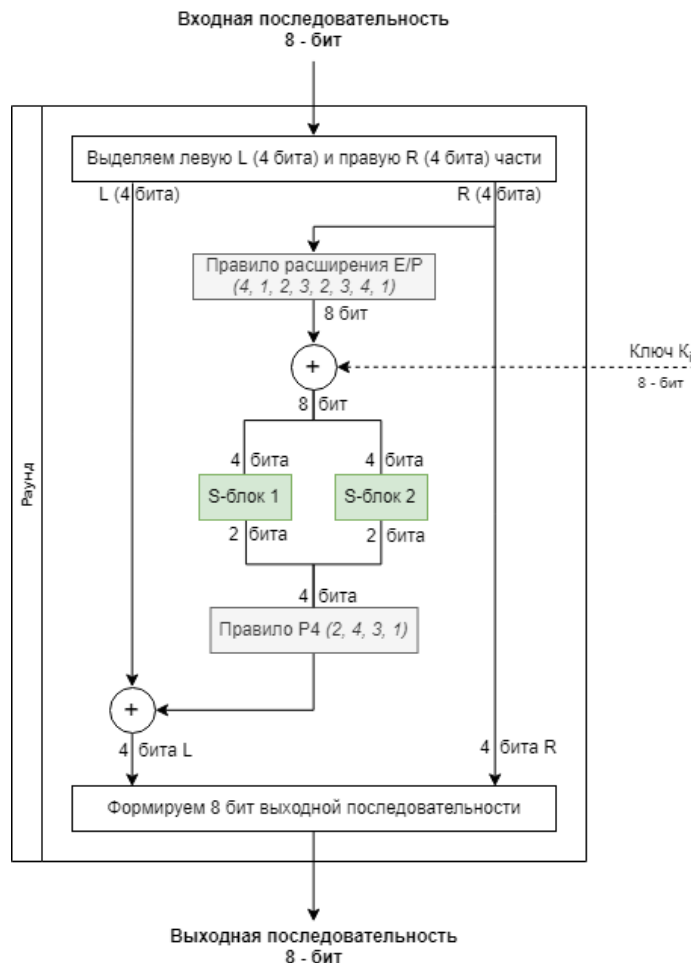 Входная последовательность
8 - бит
Выделяем левую L (4 бита) и правую R (4 бита) части
L (4 бита)
R (4 бита)
Правило расширения E/P
(4, 1, 2, 3, 2, 3, 4, 1)
8 бит
Ключ Ki
+
8 - бит
8 бит
4 бита
4 бита
S-блок 1
S-блок 2
Раунд
2 бита
2 бита
4 бита
Правило P4 (2, 4, 3, 1)
+
4 бита L
4 бита R
Формируем 8 бит выходной последовательности
Выходная последовательность
8 - бит